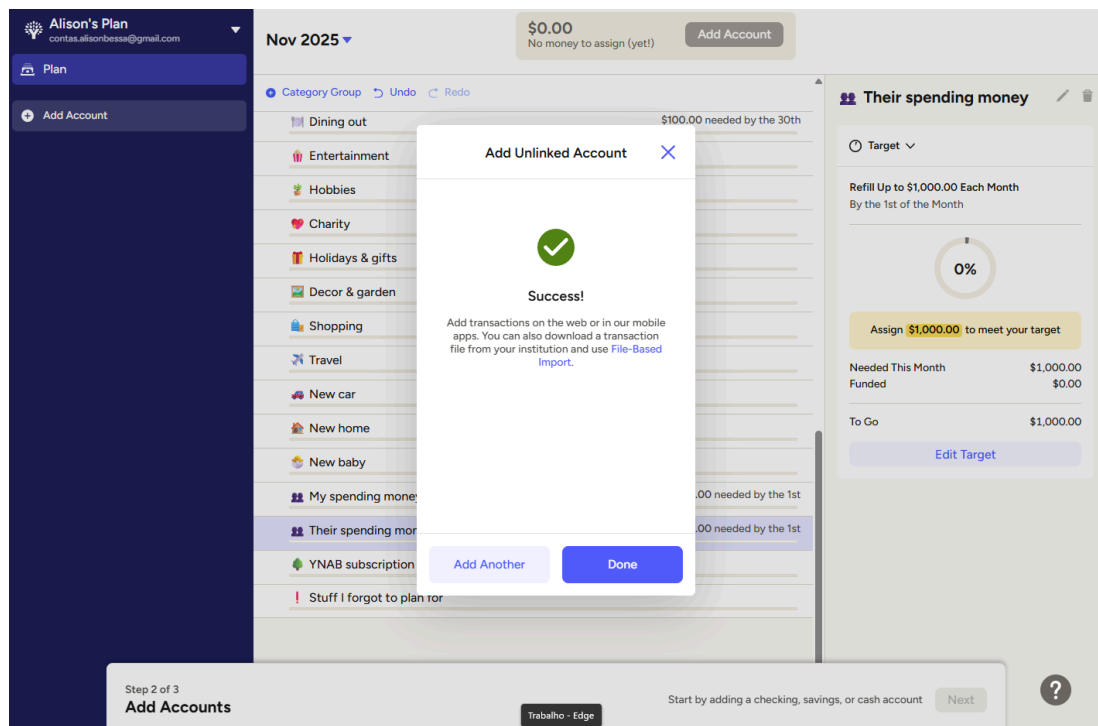 Alison's Plan
contas.alisonbessa@gmail.com
Plan
Add Account
Nov 2025
$0.00
No money to assign (yet!)
Add Account
Category Group
Undo
Redo
Dining out
$100.00 needed by the 30th
Entertainment
Hobbies
Charity
Holidays & gifts
Decor & garden
Shopping
Travel
New car
New home
New baby
My spending money
.00 needed by the 1st
Their spending mon
.00 needed by the 1st
YNAB subscription
Stuff I forgot to plan for
Add Unlinked Account
Success!
Add transactions on the web or in our mobile
apps. You can also download a transaction
file from your institution and use File-Based
Import.
Add Another
Done
Their spending money
Target
Refill Up to $1,000.00 Each Month
By the 1st of the Month
0%
Assign $1,000.00 to meet your target
Needed This Month $1,000.00
Funded $0.00
To Go $1,000.00
Edit Target
Step 2 of 3
Add Accounts
Start by adding a checking, savings, or cash account
Next
?
Trabalho - Edge